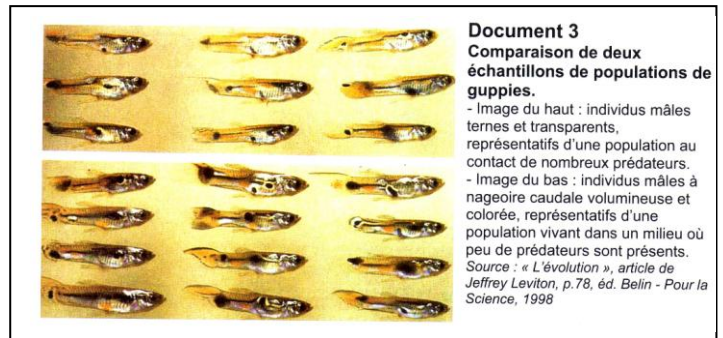 Document 3
Comparaison de deux
échantillons de populations de
guppies.
- Image du haut : individus mâles
ternes et transparents,
représentatifs d'une population au
contact de nombreux prédateurs.
- Image du bas : individus mâles à
nageoire caudale volumineuse et
colorée, représentatifs d'une
population vivant dans un milieu où
peu de prédateurs sont présents.
Source : « L'évolution », article de
Jeffrey Leviton, p.78, éd. Belin - Pour la
Science, 1998